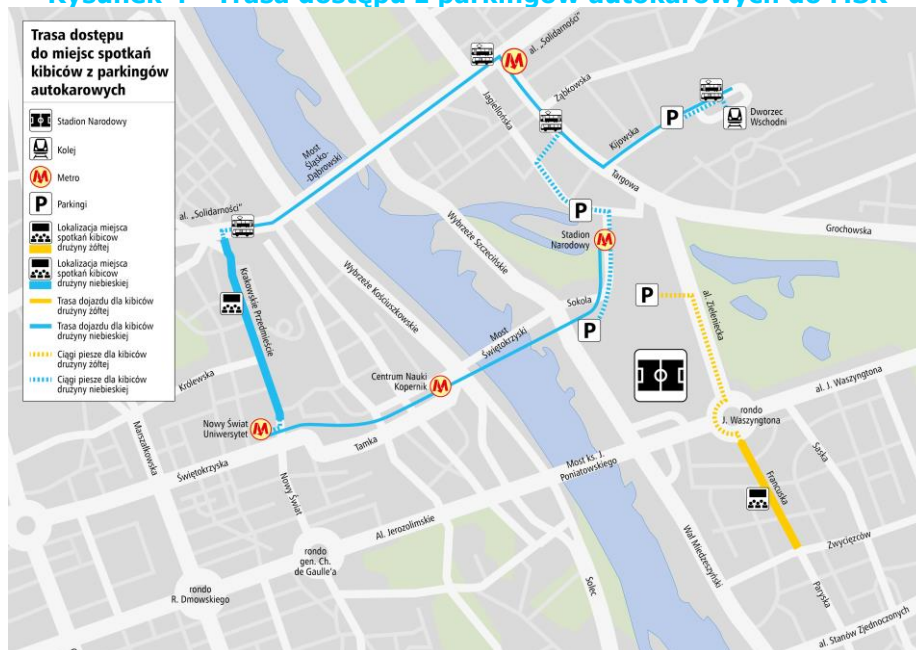 Rysunek 4 - Trasa dostępu z parkingów autokarowych do MSK
Trasa dostępu
do miejsc spotkań
kibiców z parkingów
autokarowych
Stadion Narodowy
Kolej
M
Metro
P
Parkingi
Lokalizacja miejsca
spotkań kibicow
drużyny żółtej
Lokalizacja miejsca
spotkań kibicow
drużyny niebieskiej
Trasa dojazdu dla kibiców
drużyny żółtej
Trasa dojazdu dla kibiców
drużyny niebieskiej
Ciągi piesze dla kibiców
drużyny żółtej
Ciągi piesze dla kibiców
drużyny niebieskiej
al. „Solidarności”
M
Ząbkowska
Jagiellońska
P
Dworzec
Wschodni
Kijowska
Targowa
Most
Śląsko-
-Dąbrowski
al. „Solidarności”
P
Stadion
Narodowy
M
Grochowska
Wybrzeże Szczecińskie
Wybrzeże Kościuszkowskie
Krakowskie Przedmieście
P
al. Zieleniecka
Sokola
P
Most
Świętokrzyski
Centrum Nauki
Kopernik
M
Królewska
al. J. Waszyngtona
rondo
J. Waszyngtona
Nowy Świat
Uniwersytet
M
Marszałkowska
Tamka
Świętokrzyska
Nowy Świat
Most ks. J.
Poniatowskiego
Saska
Francuska
Al. Jerozolimskie
Zwycięzców
Wał Miedzeszyński
rondo
gen. Ch.
de Gaulle'a
rondo
R. Dmowskiego
Solec
Paryska
al. Stanów Zjednoczonych